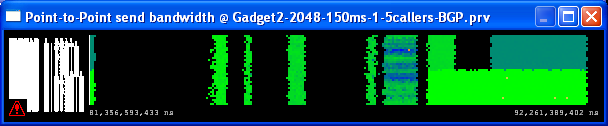 Point-to-Point send bandwidth @ Gadget2-2048-150ms-1-5callers-BGP.prv
81,356,593,433 ns
92,261,389,402 ns